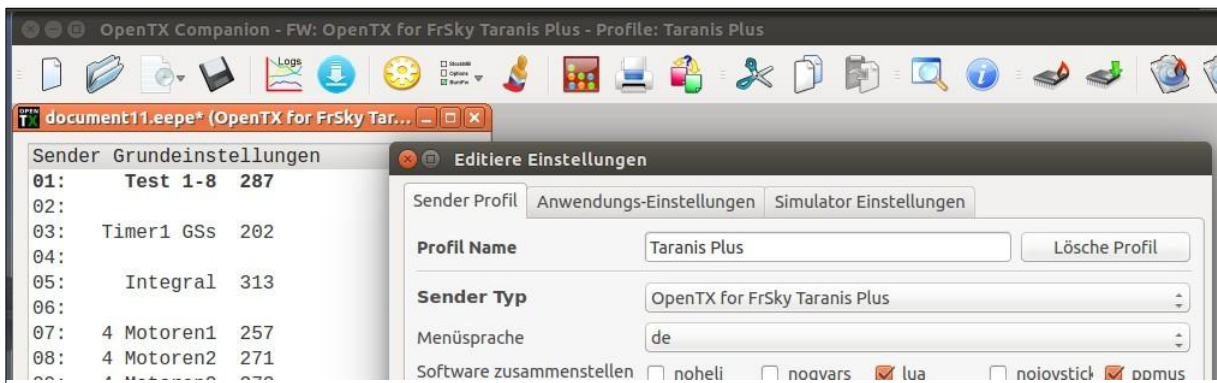 OpenTX Companion - FW: OpenTX for FrSky Taranis Plus - Profile: Taranis Plus
Logs
document11.eepe* (OpenTX for FrSky Tar...
Sender Grundeinstellungen
01: Test 1-8 287
02:
03: Timer1 GSs 202
04:
05: Integral 313
06:
07: 4 Motoren1 257
08: 4 Motoren2 271
Editiere Einstellungen
Sender Profil Anwendungs-Einstellungen Simulator Einstellungen
Profil Name Taranis Plus Lösche Profil
Sender Typ OpenTX for FrSky Taranis Plus
Menüsprache de
Software zusammenstellen noheli nogvars lua nojoystick ppmus